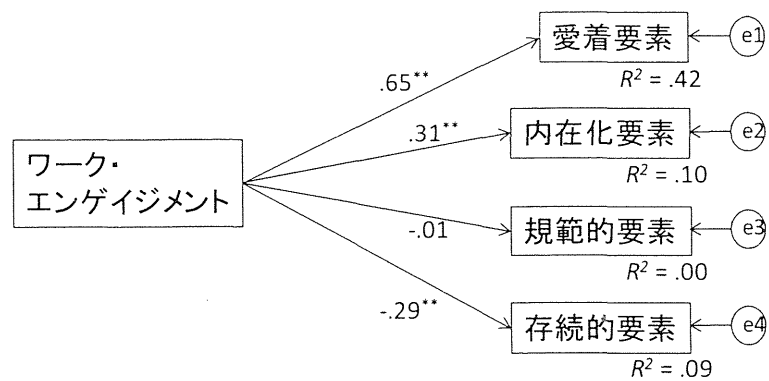 愛着要素
e1
R² = .42
.65**
内在化要素
e2
R² = .10
.31**
ワーク・
エンゲイジメント
規範的要素
e3
R² = .00
-.01
存続的要素
e4
R² = .09
-.29**